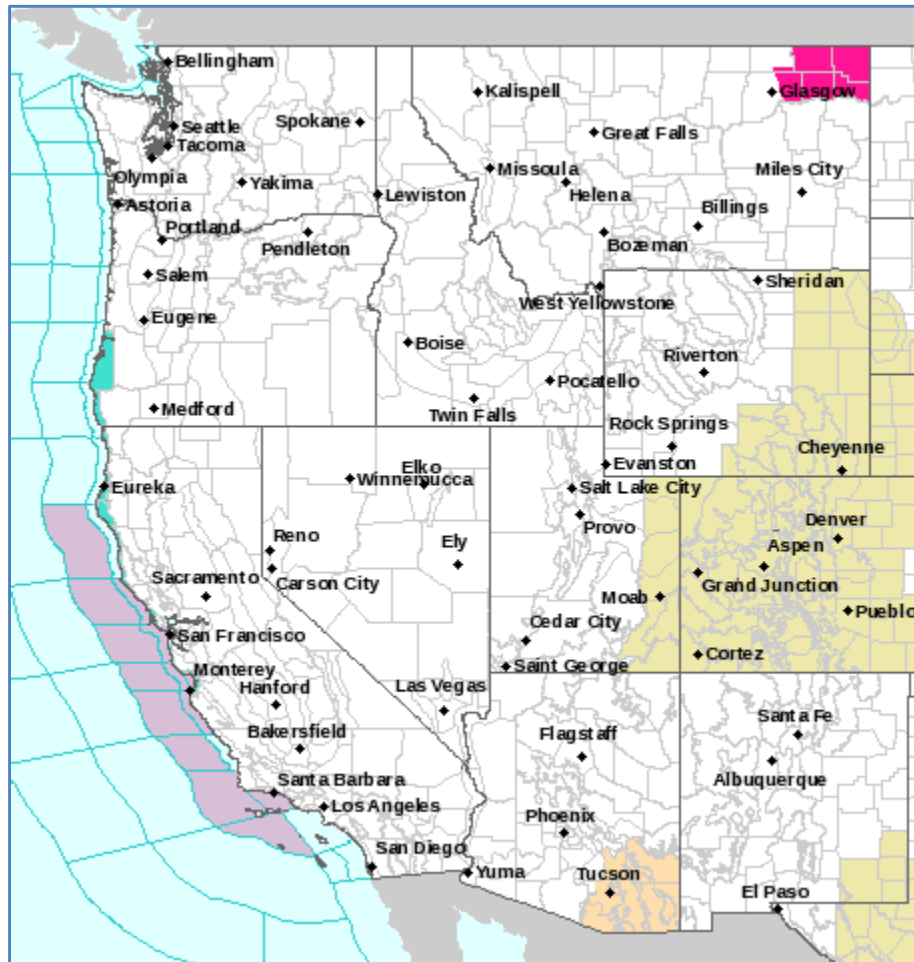 Bellingham
Kalispell
Glasgow
Seattle
Spokane
Great Falls
Tacoma
Olympia
Missoula
Miles City
Yakima
Lewiston
Helena
Astoria
Billings
Portland
Pendleton
Bozeman
Salem
Sheridan
West Yellowstone
Eugene
Boise
Riverton
Pocatello
Medford
Twin Falls
Rock Springs
Cheyenne
Elko
Evanston
Winnemucca
Eureka
Salt Lake City
Provo
Denver
Reno
Ely
Aspen
Sacramento
Carson City
Grand Junction
Moab
Pueblo
Cedar City
San Francisco
Cortez
Saint George
Monterey
Hanford
Las Vegas
Santa Fe
Bakersfield
Flagstaff
Albuquerque
Santa Barbara
Los Angeles
Phoenix
San Diego
Yuma
Tucson
El Paso